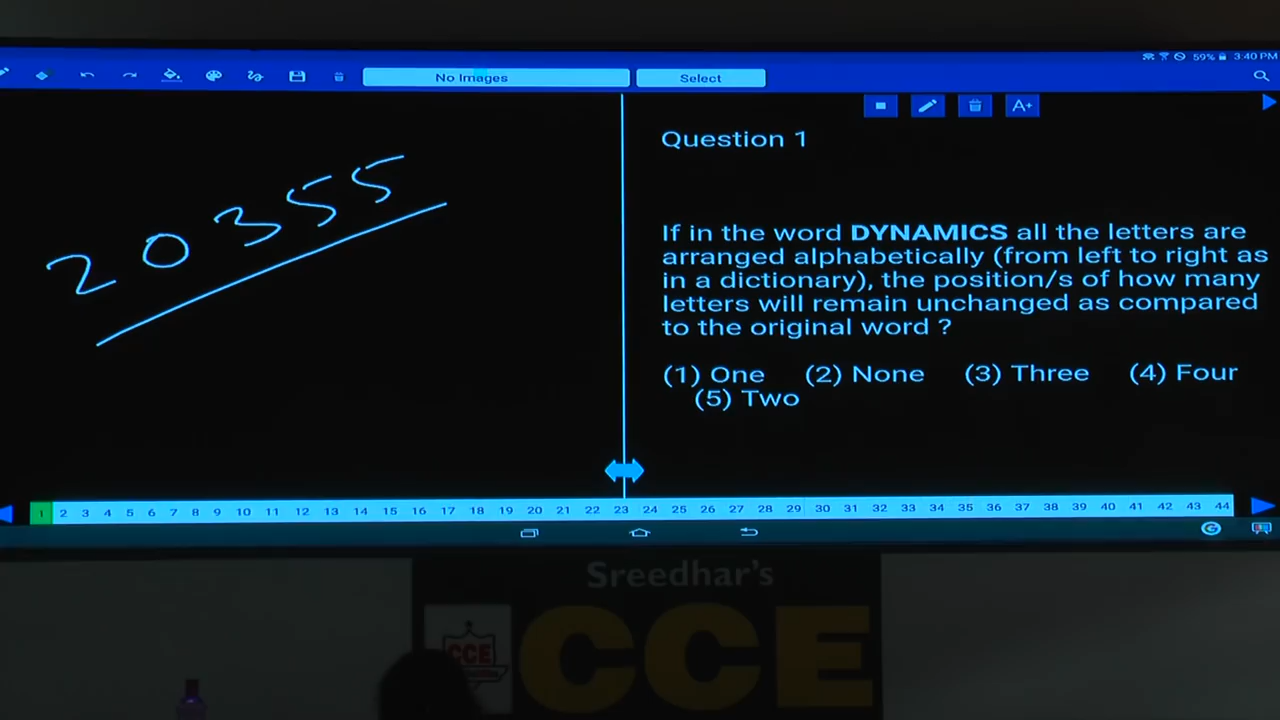 59% 3:40 PM
No Images Select
A+
20355
Question 1
If in the word DYNAMICS all the letters are
arranged alphabetically (from left to right as
in a dictionary), the position/s of how many
letters will remain unchanged as compared
to the original word ?
(1) One (2) None (3) Three (4) Four
(5) Two
1 2 3 4 5 6 7 8 9 10 11 12 13 14 15 16 17 18 19 20 21 22 23 24 25 26 27 28 29 30 31 32 33 34 35 36 37 38 39 40 41 42 43 44
Sreedhar's
CCE
CCE